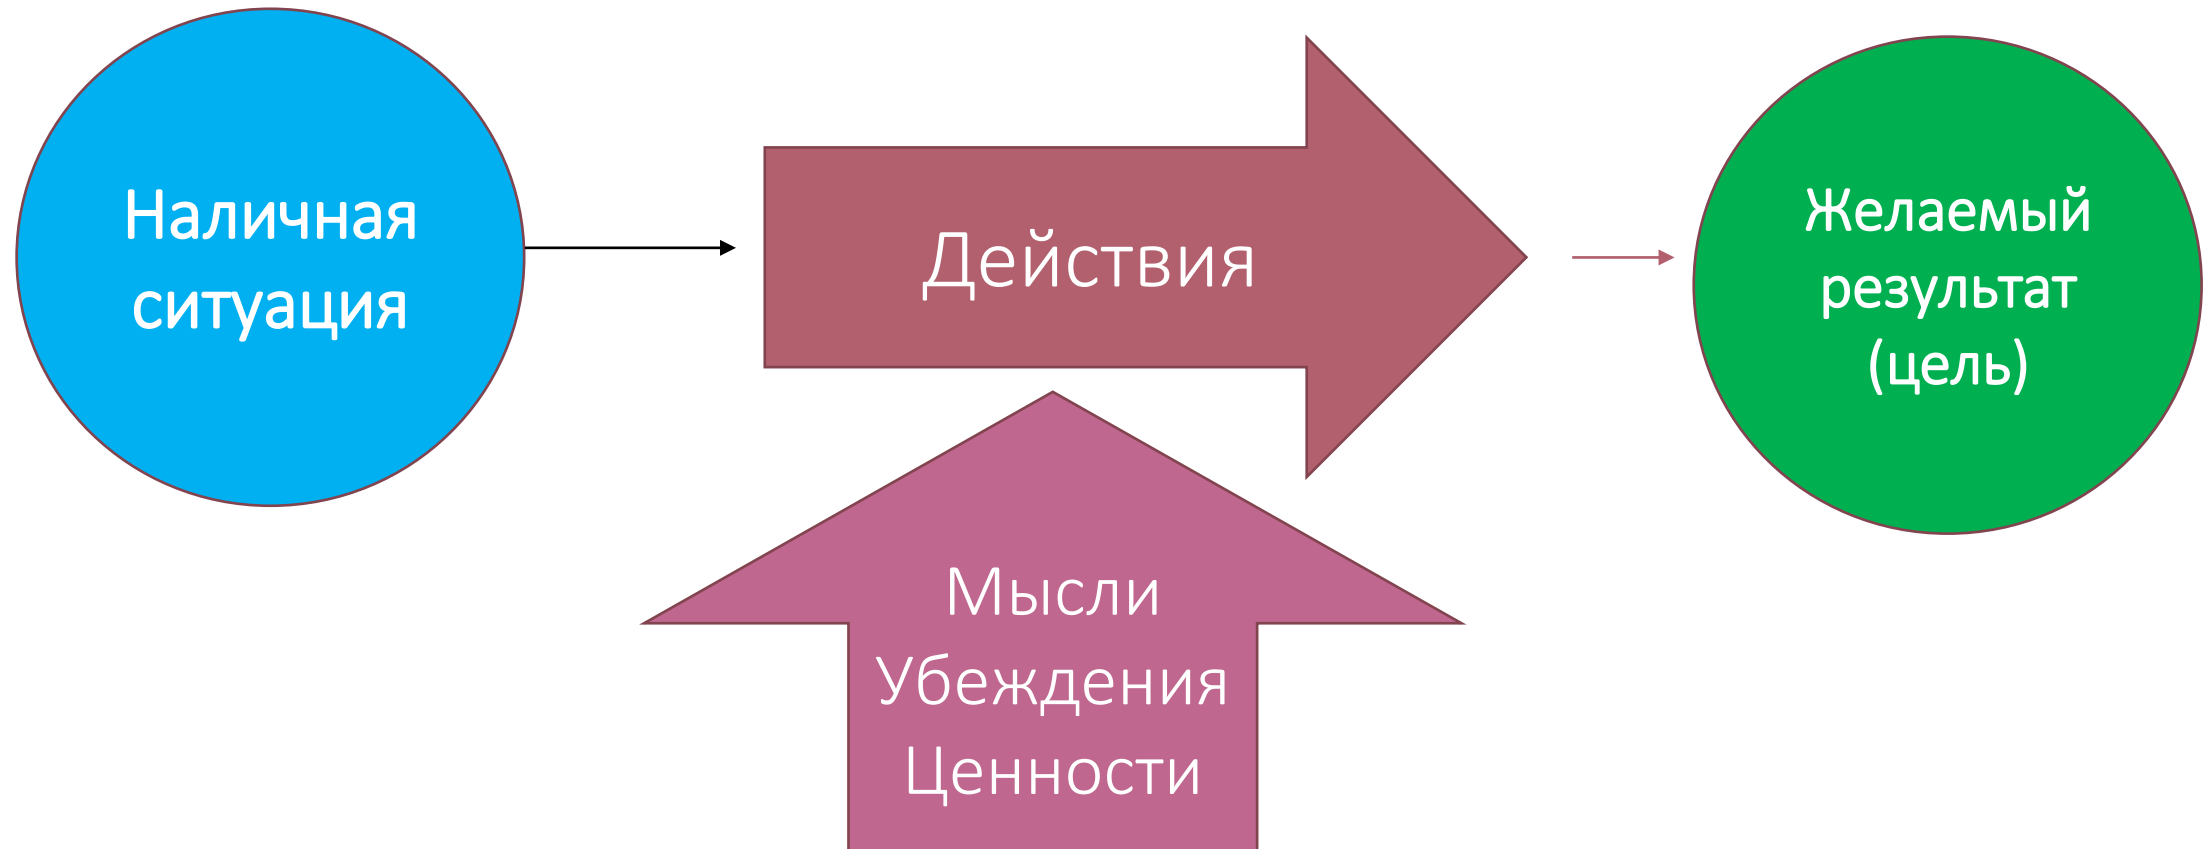 Наличная
ситуация
Действия
Желаемый
результат
(цель)
Мысли
Убеждения
Ценности